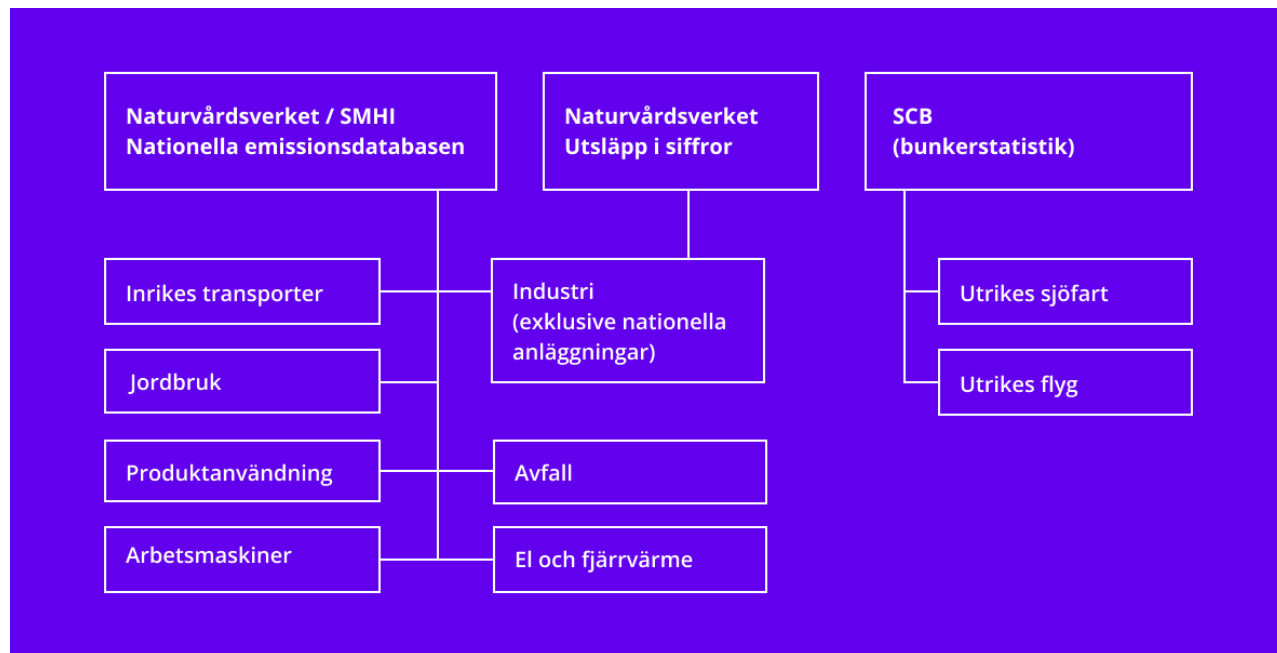 Naturvårdsverket / SMHI
Nationella emissionsdatabasen
Naturvårdsverket
Utsläpp i siffror
SCB
(bunkerstatistik)
Inrikes transporter
Industri
(exklusive nationella
anläggningar)
Utrikes sjöfart
Jordbruk
Utrikes flyg
Produktanvändning
Avfall
Arbetsmaskiner
El och fjärrvärme